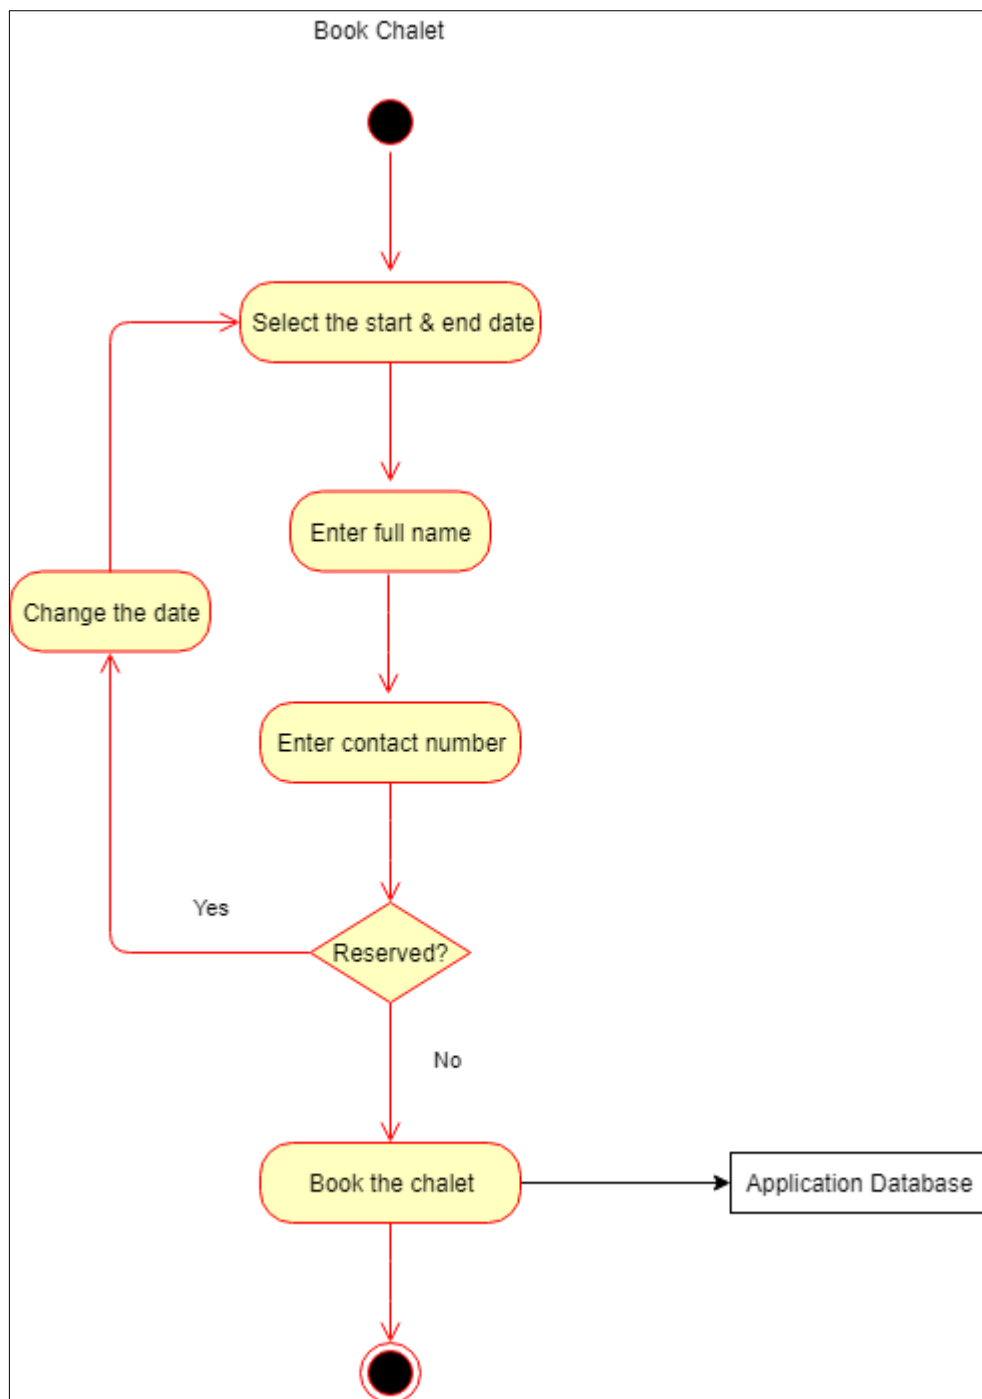 Book Chalet
Select the start & end date
Enter full name
Change the date
Enter contact number
Yes
Reserved?
No
Book the chalet
Application Database